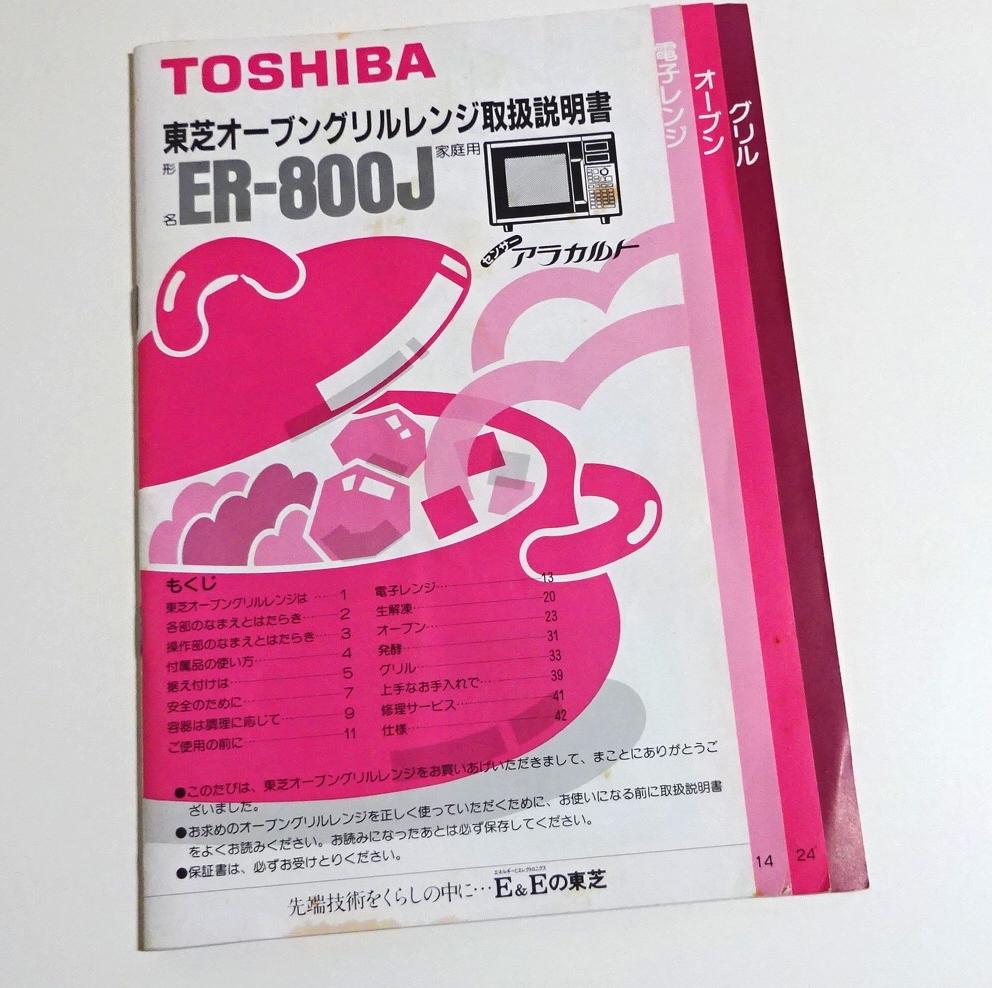 TOSHIBA
東芝オーブングリルレンジ取扱説明書
形名 ER-800J 家庭用
センサー アラカルト
電子レンジ
オーブン
グリル
もくじ
東芝オーブングリルレンジは…… 1
各部のなまえとはたらき…… 2
操作部のなまえとはたらき…… 3
付属品の使い方…… 4
据え付けは…… 5
安全のために…… 7
容器は調理に応じて…… 9
ご使用の前に…… 11
電子レンジ…… 13
生解凍…… 20
オーブン…… 23
発酵…… 31
グリル…… 33
上手なお手入れで…… 39
修理サービス…… 41
仕様…… 42
●このたびは、東芝オーブングリルレンジをお買いあげいただきまして、まことにありがとうご
ざいました。
●お求めのオーブングリルレンジを正しく使っていただくために、お使いになる前に取扱説明書
をよくお読みください。お読みになったあとは必ず保存してください。
●保証書は、必ずお受けとりください。
14
24
先端技術をくらしの中に…
エネルギーとエレクトロニクス
E&Eの東芝